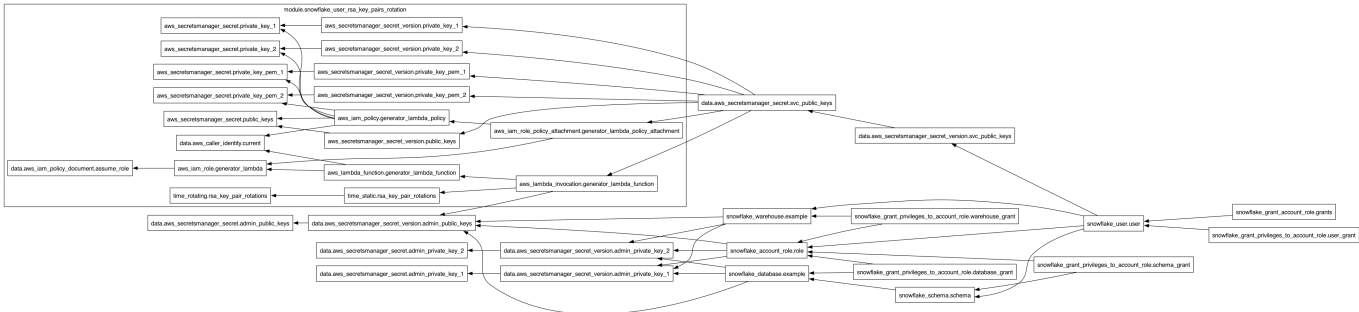 module.snowflake_user_rsa_key_pairs_rotation
aws_secretsmanager_secret.private_key_1
aws_secretsmanager_secret_version.private_key_1
aws_secretsmanager_secret.private_key_2
aws_secretsmanager_secret_version.private_key_2
aws_secretsmanager_secret.private_key_pem_1
aws_secretsmanager_secret_version.private_key_pem_1
aws_secretsmanager_secret.private_key_pem_2
aws_secretsmanager_secret_version.private_key_pem_2
data.aws_secretsmanager_secret.svc_public_keys
aws_secretsmanager_secret.public_keys
aws_iam_policy.generator_lambda_policy
aws_iam_role_policy_attachment.generator_lambda_policy_attachment
data.aws_secretsmanager_secret_version.svc_public_keys
data.aws_caller_identity.current
aws_secretsmanager_secret_version.public_keys
data.aws_iam_policy_document.assume_role
aws_iam_role.generator_lambda
aws_lambda_function.generator_lambda_function
aws_lambda_invocation.generator_lambda_function
time_rotating.rsa_key_pair_rotations
time_static.rsa_key_pair_rotations
data.aws_secretsmanager_secret.admin_public_keys
data.aws_secretsmanager_secret_version.admin_public_keys
snowflake_warehouse.example
snowflake_grant_privileges_to_account_role.warehouse_grant
snowflake_user.user
snowflake_grant_account_role.grants
snowflake_grant_privileges_to_account_role.user_grant
data.aws_secretsmanager_secret.admin_private_key_2
data.aws_secretsmanager_secret_version.admin_private_key_2
snowflake_account_role.role
snowflake_grant_privileges_to_account_role.schema_grant
data.aws_secretsmanager_secret.admin_private_key_1
data.aws_secretsmanager_secret_version.admin_private_key_1
snowflake_database.example
snowflake_grant_privileges_to_account_role.database_grant
snowflake_schema.schema